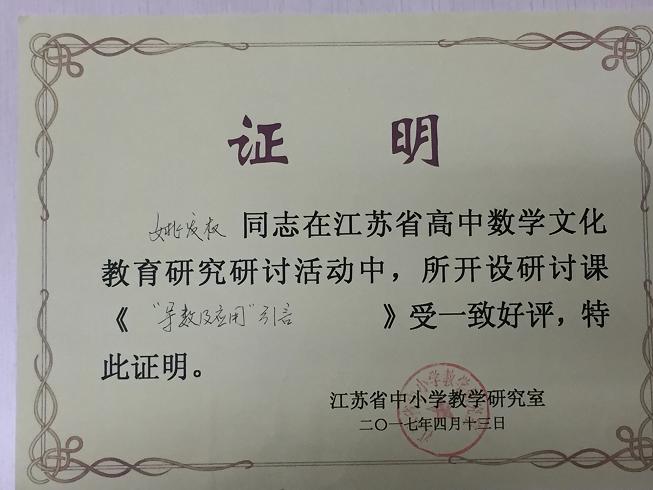 证 明
姚发权 同志在江苏省高中数学文化
教育研究研讨活动中，所开设研讨课
《 “导数及应用”引言 》受一致好评，特
此证明。
江苏省中小学教学研究室
二〇一七年四月十三日